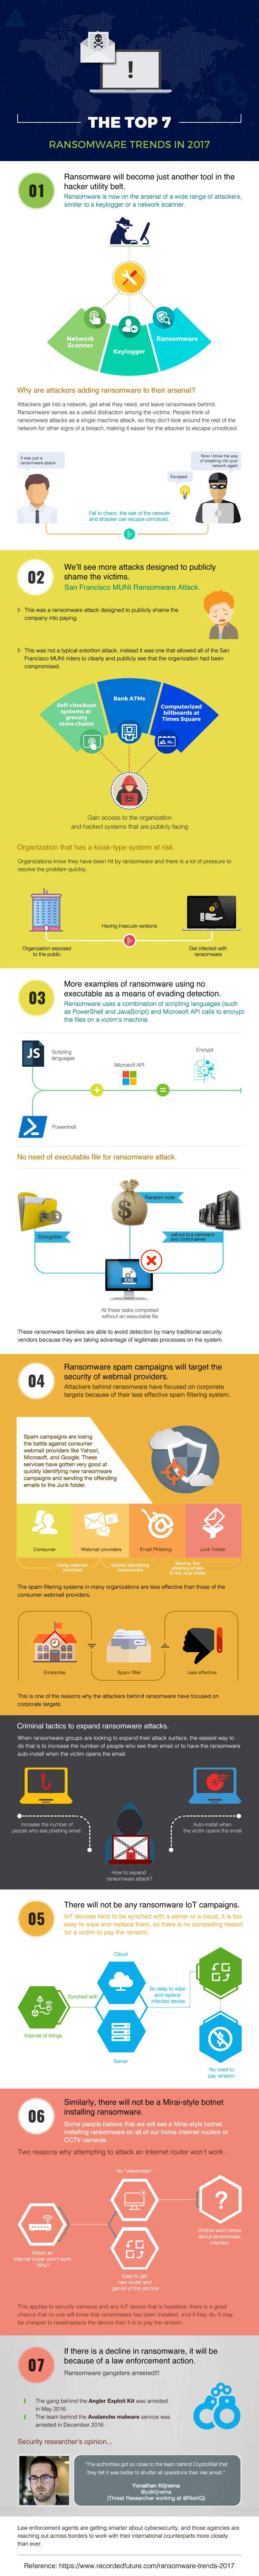 THE TOP 7
RANSOMWARE TRENDS IN 2017
01
Ransomware will become just another tool in the
hacker utility belt.
Ransomware is now on the arsenal of a wide range of attackers,
similar to a keylogger or a network scanner.
Network
Scanner
Keylogger
Ransomware
Why are attackers adding ransomware to their arsenal?
Attackers get into a network, get what they need, and leave ransomware behind.
Ransomware serves as a useful distraction among the victims. People think of
ransomware attacks as a single machine attack, so they don't look around the rest of the
network for other signs of a breach, making it easier for the attacker to escape unnoticed.
It was just a
ransomware attack
Now I know the way
of breaking into your
network again
Escaped
Fail to check the rest of the network
and attacker can escape unnoticed.
02
We'll see more attacks designed to publicly
shame the victims.
San Francisco MUNI Ransomware Attack.
This was a ransomware attack designed to publicly shame the
company into paying.
This was not a typical extortion attack, instead it was one that allowed all of the San
Francisco MUNI riders to clearly and publicly see that the organization had been
compromised.
Self-checkout
systems at
grocery
store chains
Bank ATMs
Computerized
billboards at
Times Square
Gain access to the organization
and hacked systems that are publicly facing
Organization that has a kiosk-type system at risk.
Organizations know they have been hit by ransomware and there is a lot of pressure to
resolve the problem quickly.
Having insecure versions
Organization exposed
to the public
Get infected with
ransomware
03
More examples of ransomware using no
executable as a means of evading detection.
Ransomware uses a combination of scripting languages (such
as PowerShell and JavaScript) and Microsoft API calls to encrypt
the files on a victim's machine.
JS
Scripting
languages
Microsoft API
Encrypt
Powershell
No need of executable file for ransomware attack.
Encryption
Ransom note
call out to a command
and control server
EXE
All these tasks completed
without an executable file
These ransomware families are able to avoid detection by many traditional security
vendors because they are taking advantage of legitimate processes on the system.
04
Ransomware spam campaigns will target the
security of webmail providers.
Attackers behind ransomware have focused on corporate
targets because of their less effective spam filtering system.
Spam campaigns are losing
the battle against consumer
webmail providers like Yahoo!,
Microsoft, and Google. These
services have gotten very good at
quickly identifying new ransomware
campaigns and sending the offending
emails to the Junk folder.
Consumer
Webmail providers
Email Phishing
Junk Folder
Using webmail
providers
Quickly identifying
ransomware
Moving the
phishing emails
to the Junk folder
The spam filtering systems in many organizations are less effective than those of the
consumer webmail providers.
Enterprise
Spam filter
Less effective
This is one of the reasons why the attackers behind ransomware have focused on
corporate targets.
Criminal tactics to expand ransomware attacks.
When ransomware groups are looking to expand their attack surface, the easiest way to
do that is to increase the number of people who see their email or to have the ransomware
auto-install when the victim opens the email.
Increase the number of
people who see phishing email
Auto-install when
the victim opens the email
How to expand
ransomware attack?
05
There will not be any ransomware IoT campaigns.
IoT devices tend to be synched with a server or a cloud, it is too
easy to wipe and replace them, so there is no compelling reason
for a victim to pay the ransom.
Cloud
Synched with
So easy to wipe
and replace
infected device
Internet of things
Server
No need to
pay ransom
06
Similarly, there will not be a Mirai-style botnet
installing ransomware.
Some people believe that we will see a Mirai-style botnet
installing ransomware on all of our home internet routers or
CCTV cameras.
Two reasons why attempting to attack an Internet router won't work.
No "viewscreen"
?
Attack an
Internet router won't work
Why?
Victims won't know
about ransomware
infection
Easy to get
new router and
get rid of the old one
This applies to security cameras and any IoT device that is headless, there is a good
chance that no one will know that ransomware has been installed, and if they do, it may
be cheaper to reset/replace the device than it is to pay the ransom.
07
If there is a decline in ransomware, it will be
because of a law enforcement action.
Ransomware gangsters arrested!!!
The gang behind the Angler Exploit Kit was arrested
in May 2016.
The team behind the Avalanche malware service was
arrested in December 2016.
Security researcher's opinion...
"The authorities got so close to the team behind CryptoWall that
they felt it was better to shutter all operations than risk arrest."
Yonathan Klijnsma
@ydklijnsma
(Threat Researcher working at @RiskIQ)
Law enforcement agents are getting smarter about cybersecurity, and those agencies are
reaching out across borders to work with their international counterparts more closely
than ever.
Reference: https://www.recordedfuture.com/ransomware-trends-2017